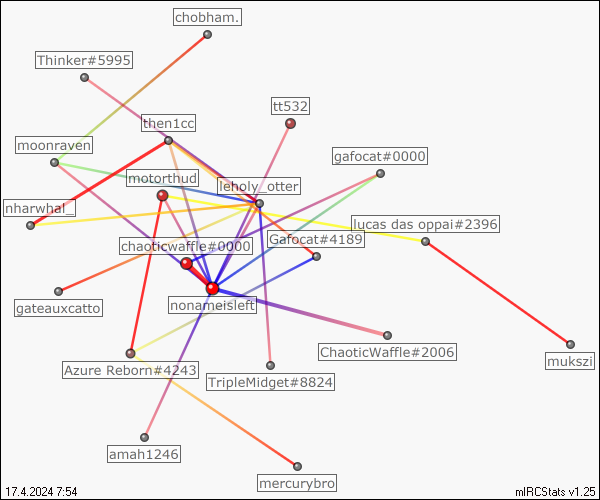 chobham.
Thinker#5995
tt532
then1cc
moonraven
gafocat#0000
motorthud
leholy_otter
nharwhal_
lucas das oppai#2396
Gafocat#4189
chaoticwaffle#0000
gateauxcatto
nonameisleft
ChaoticWaffle#2006
mukszi
Azure Reborn#4243
TripleMidget#8824
amah1246
mercurybro
17.4.2024 7:54
mIRCStats v1.25